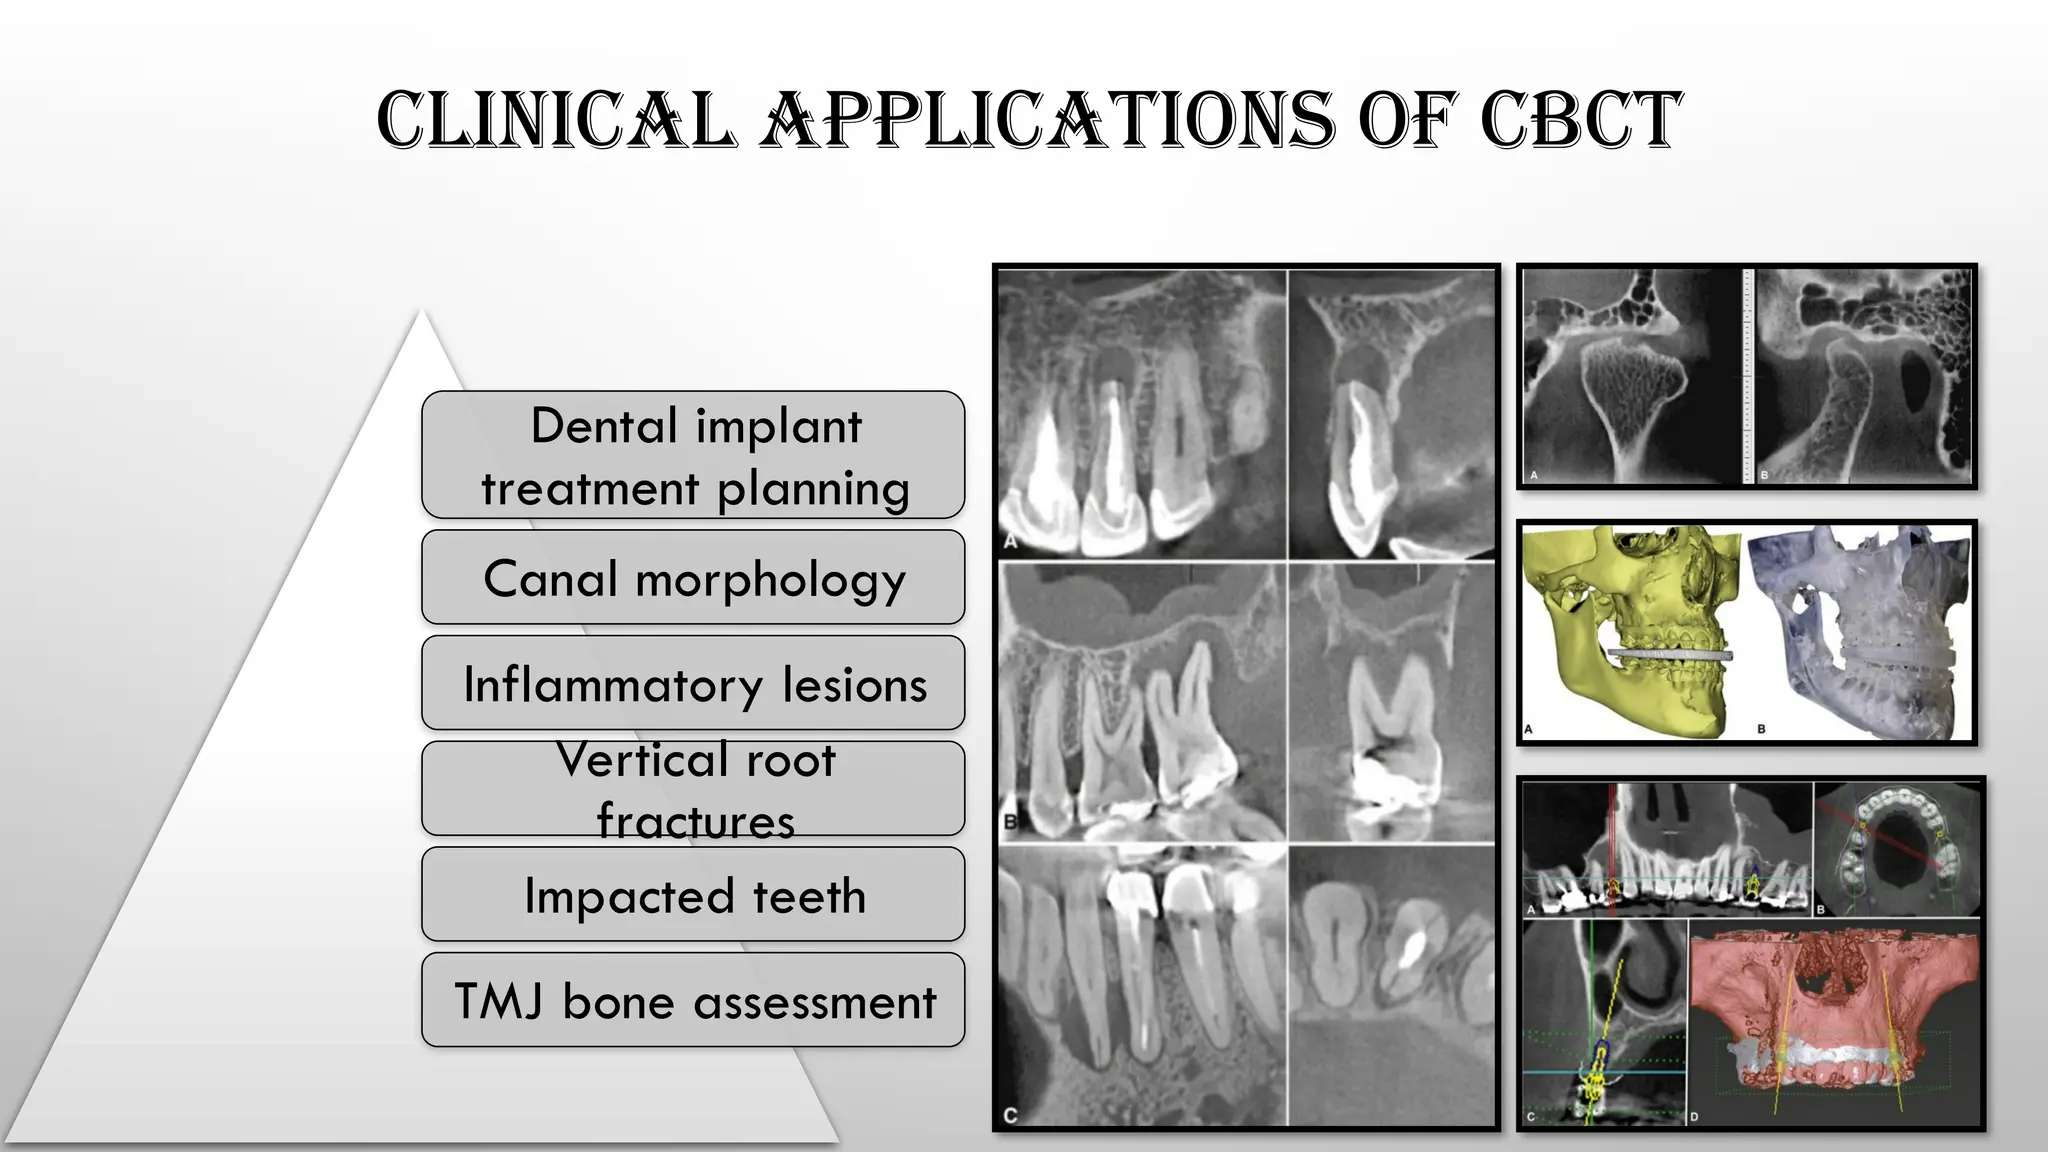 CLINICAL APPLICATIONS OF CBCT
Dental implant
treatment planning
Canal morphology
Inflammatory lesions
Vertical root
fractures
Impacted teeth
TMJ bone assessment
A
B
C
A
B
A
B
A
B
C
D